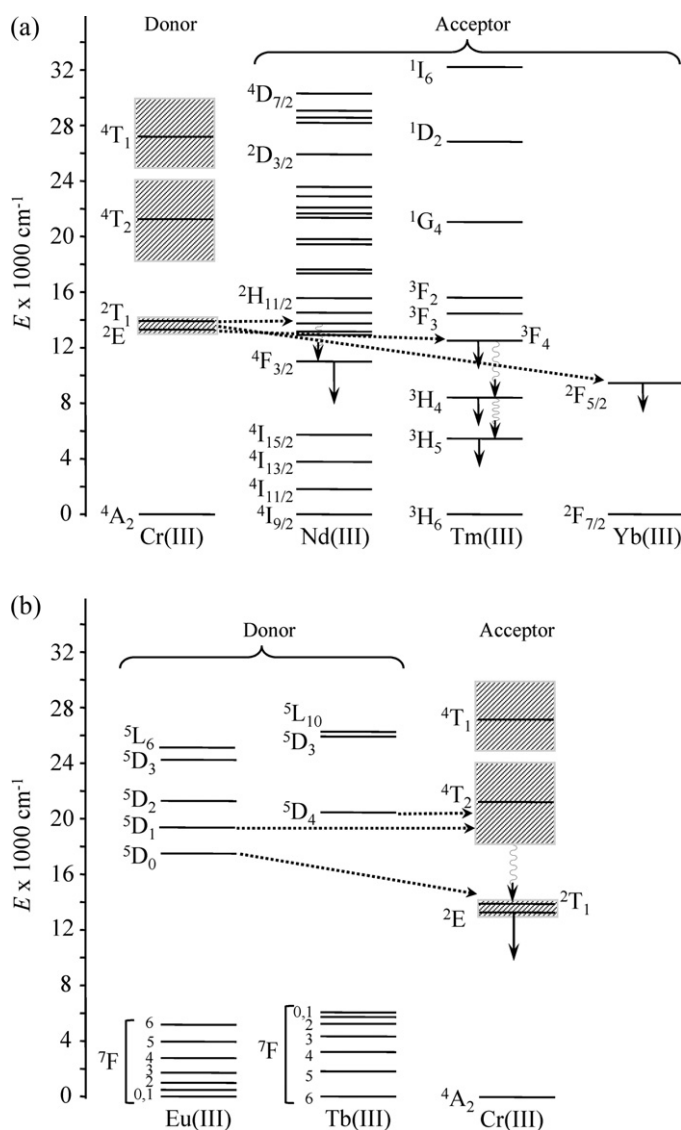 (a)
Donor
Acceptor
E x 1000 cm⁻¹
32
28
24
20
16
12
8
4
0
⁴T₁
⁴T₂
²T₁
²E
⁴A₂
Cr(III)
⁴D₇/₂
²D₃/₂
²H₁₁/₂
⁴F₃/₂
⁴I₁₅/₂
⁴I₁₃/₂
⁴I₁₁/₂
⁴I₉/₂
Nd(III)
¹I₆
¹D₂
¹G₄
³F₂
³F₃
³F₄
³H₄
³H₅
³H₆
Tm(III)
²F₅/₂
²F₇/₂
Yb(III)
(b)
Donor
Acceptor
E x 1000 cm⁻¹
32
28
24
20
16
12
8
4
0
⁵L₆
⁵D₃
⁵D₂
⁵D₁
⁵D₀
⁷F
6
5
4
3
2
0,1
Eu(III)
⁵L₁₀
⁵D₃
⁵D₄
⁷F
0,1
2
3
4
5
6
Tb(III)
⁴T₁
⁴T₂
²T₁
²E
⁴A₂
Cr(III)